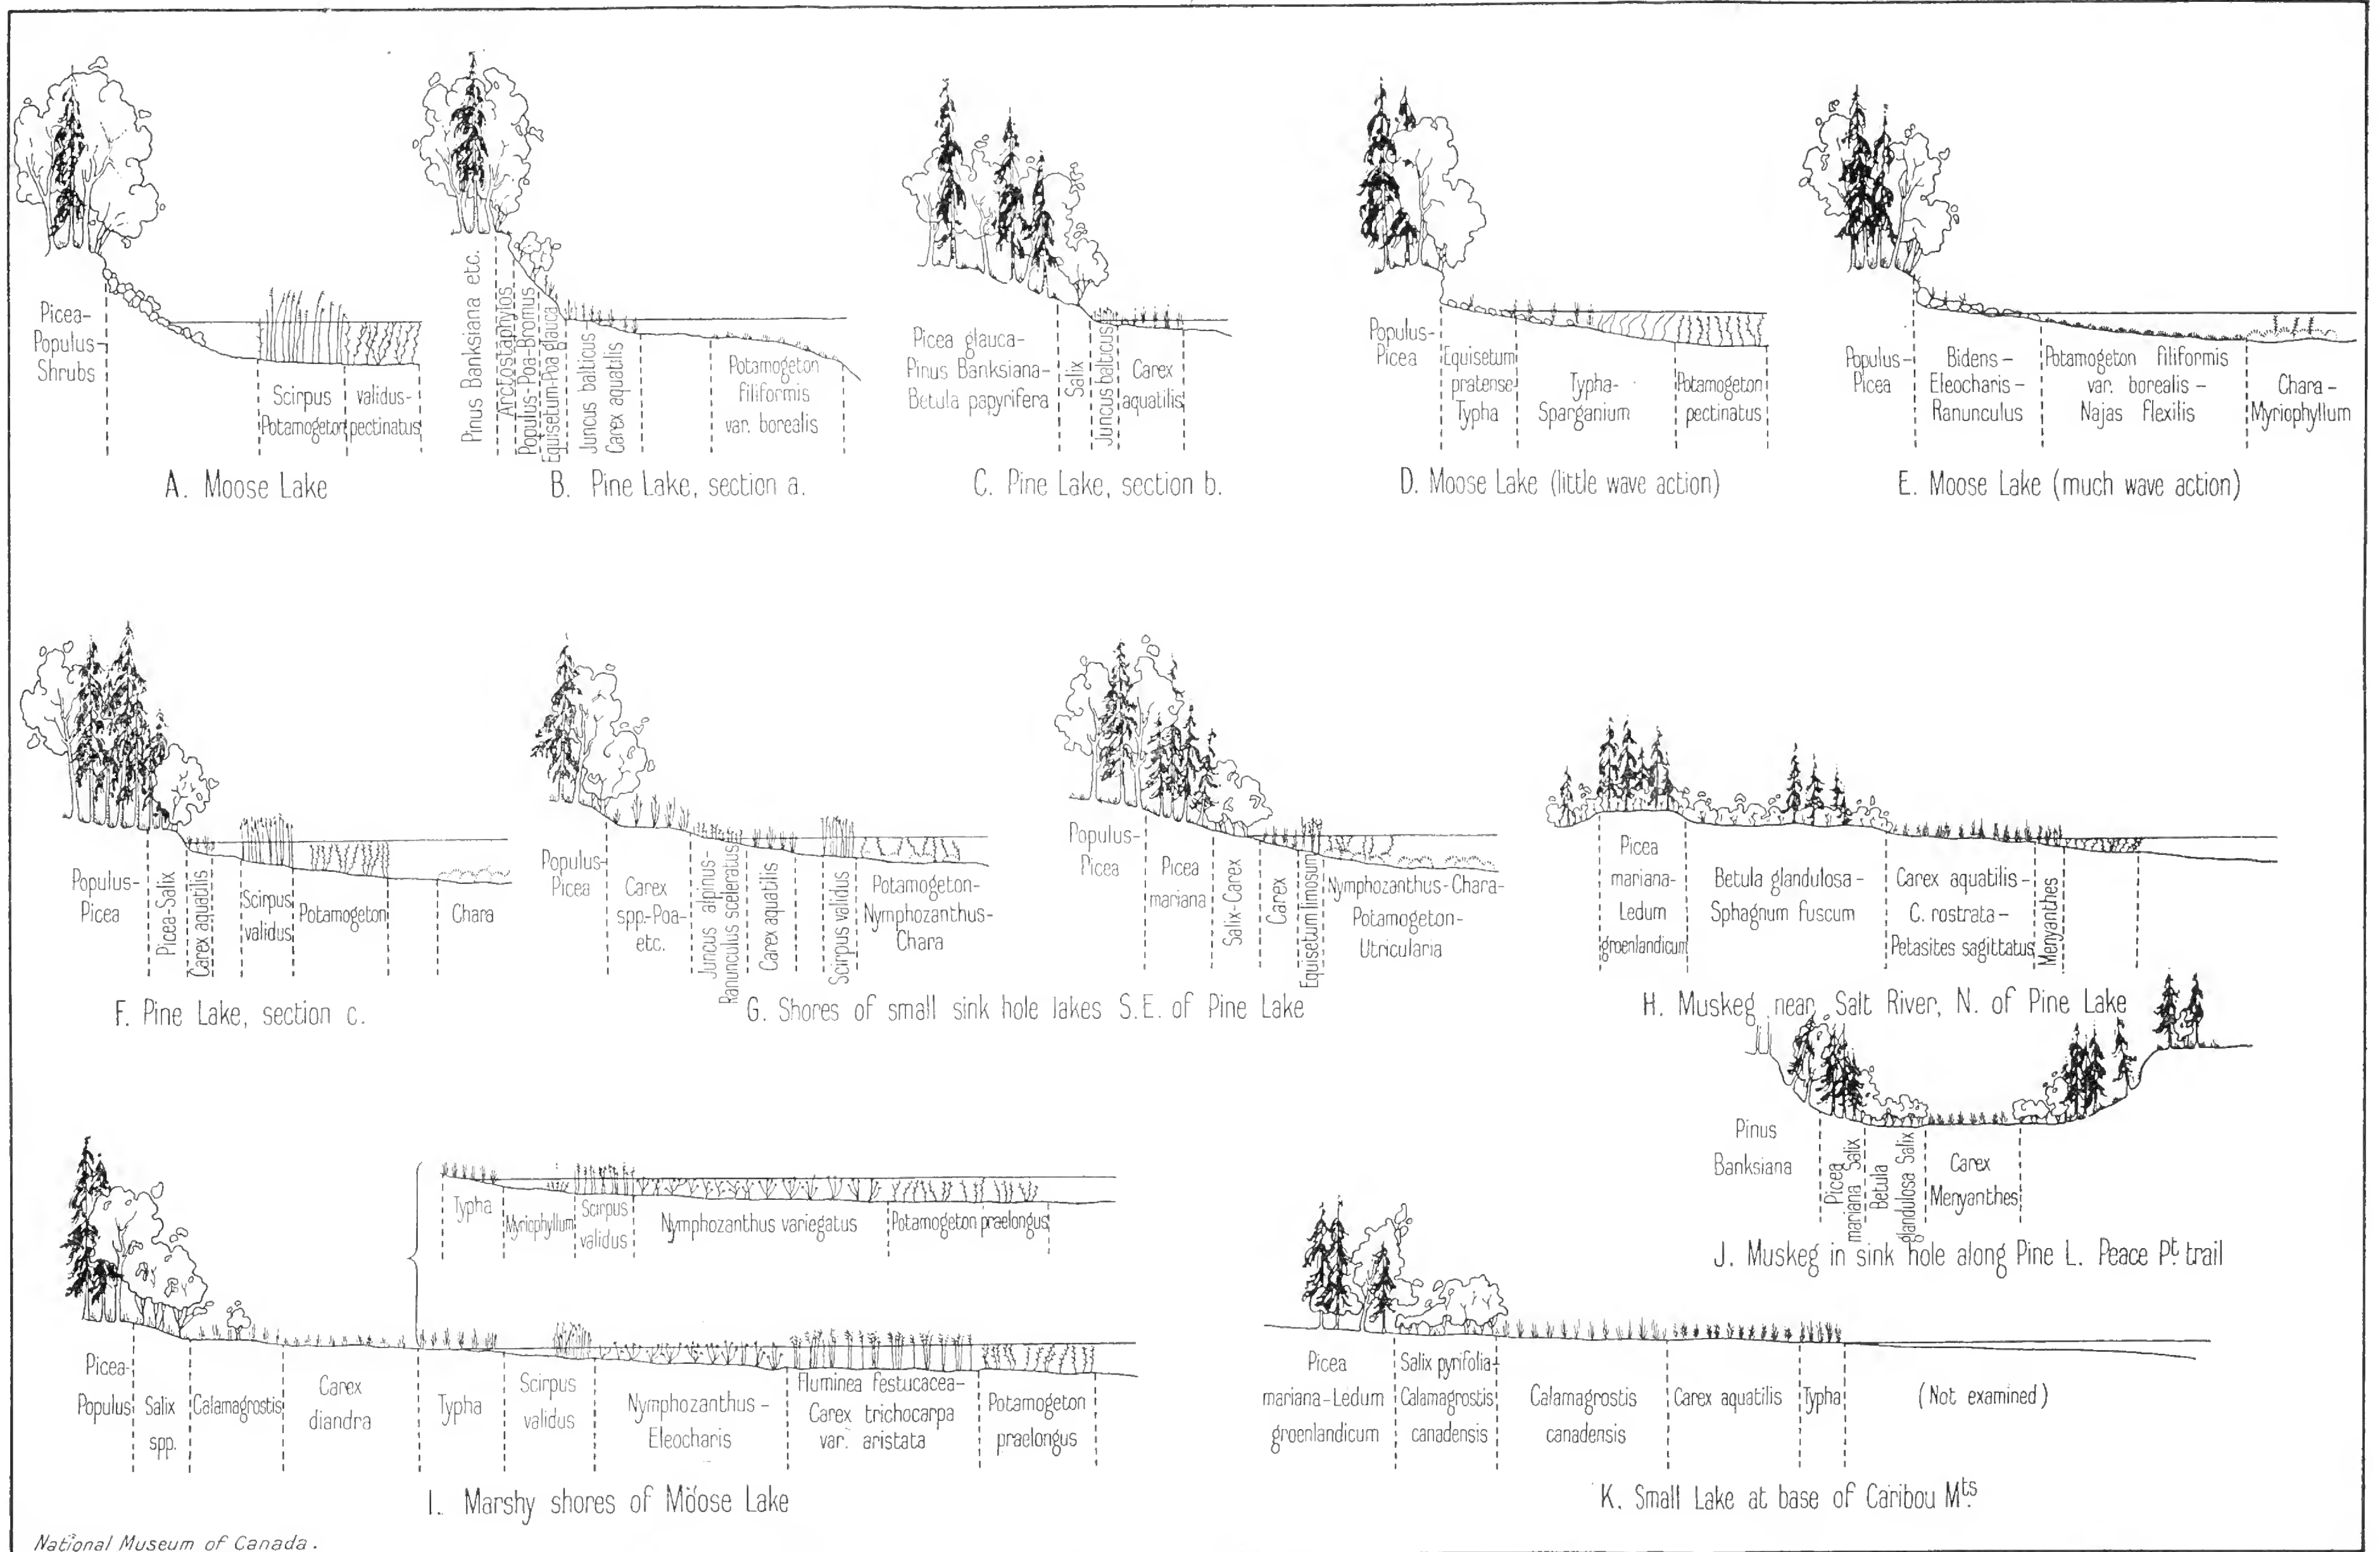 Picea-
Populus-
Shrubs
Scirpus
validus-
Potamogeton
pectinatus
A. Moose Lake
Pinus Banksiana etc.
Arctostaphylos
Populus-Poa-Bromus
Equisetum-Poa glauca
Juncus balticus
Carex aquatilis
Potamogeton
filiformis
var. borealis
B. Pine Lake, section a.
Picea glauca-
Pinus Banksiana-
Betula papyrifera
Salix
Juncus balticus
Carex
aquatilis
C. Pine Lake, section b.
Populus-
Picea
Equisetum
pratense
Typha
Typha-
Sparganium
Potamogeton
pectinatus
D. Moose Lake (little wave action)
Populus-
Picea
Bidens-
Eleocharis-
Ranunculus
Potamogeton filiformis
var. borealis-
Najas flexilis
Chara-
Myriophyllum
E. Moose Lake (much wave action)
Populus-
Picea
Picea-Salix
Carex aquatilis
Scirpus
validus
Potamogeton
Chara
F. Pine Lake, section c.
Populus-
Picea
Carex
spp.-Poa-
etc.
Juncus alpinus-
Ranunculus sceleratus
Carex aquatilis
Scirpus validus
Potamogeton-
Nymphozanthus-
Chara
Populus-
Picea
Picea
mariana
Salix-Carex
Carex
Equisetum limosum
Nymphozanthus-Chara-
Potamogeton-
Utricularia
G. Shores of small sink hole lakes S.E. of Pine Lake
Picea
mariana-
Ledum
groenlandicum
Betula glandulosa-
Sphagnum fuscum
Carex aquatilis-
C. rostrata-
Petasites sagittatus
Menyanthes
H. Muskeg near Salt River, N. of Pine Lake
Typha
Myriophyllum
Scirpus
validus
Nymphozanthus variegatus
Potamogeton praelongus
Picea-
Populus
Salix
spp.
Calamagrostis
Carex
diandra
Typha
Scirpus
validus
Nymphozanthus-
Eleocharis
Fluminea festucacea-
Carex trichocarpa
var. aristata
Potamogeton
praelongus
I. Marshy shores of Moose Lake
Pinus
Banksiana
Picea
mariana Salix
Betula
glandulosa Salix
Carex
Menyanthes
J. Muskeg in sink hole along Pine L. Peace Pt. trail
Picea
mariana-Ledum
groenlandicum
Salix pyrifolia-
Calamagrostis
canadensis
Calamagrostis
canadensis
Carex aquatilis
Typha
(Not examined)
K. Small Lake at base of Caribou Mts.
National Museum of Canada.